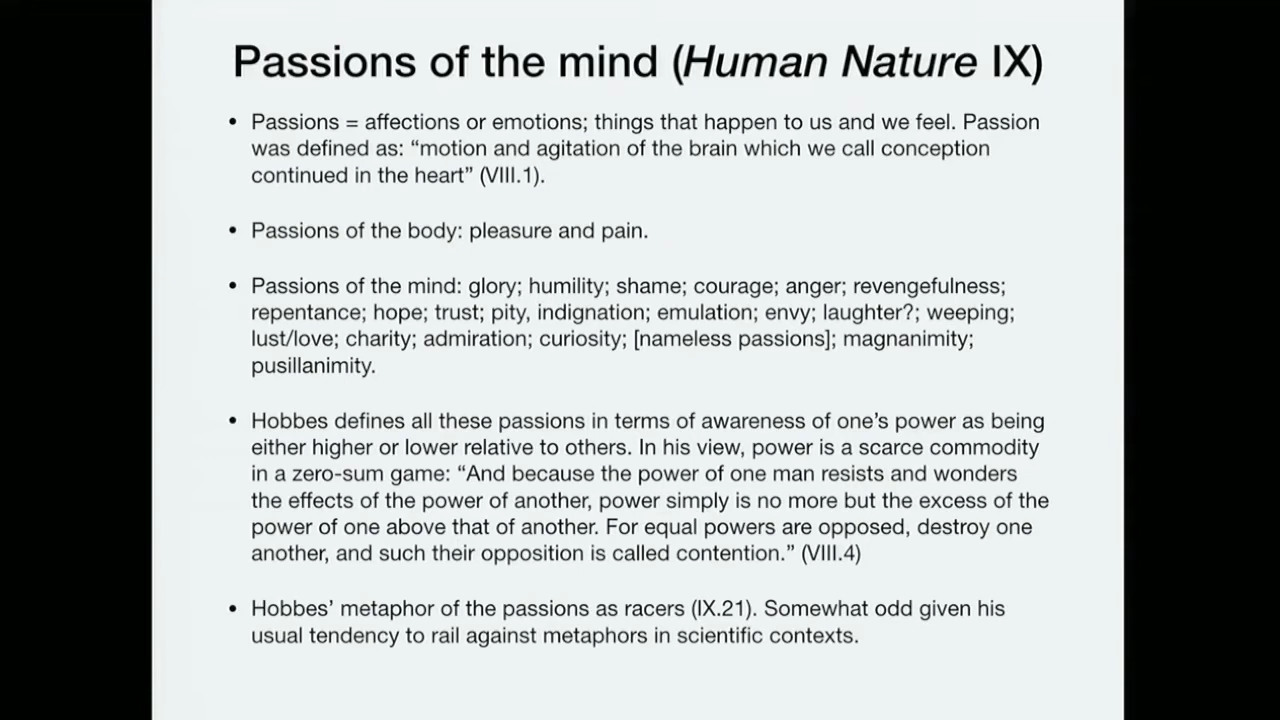 Passions of the mind (Human Nature IX)
• Passions = affections or emotions; things that happen to us and we feel. Passion
was defined as: “motion and agitation of the brain which we call conception
continued in the heart” (VIII.1).
• Passions of the body: pleasure and pain.
• Passions of the mind: glory; humility; shame; courage; anger; revengefulness;
repentance; hope; trust; pity, indignation; emulation; envy; laughter?; weeping;
lust/love; charity; admiration; curiosity; [nameless passions]; magnanimity;
pusillanimity.
• Hobbes defines all these passions in terms of awareness of one’s power as being
either higher or lower relative to others. In his view, power is a scarce commodity
in a zero-sum game: “And because the power of one man resists and wonders
the effects of the power of another, power simply is no more but the excess of the
power of one above that of another. For equal powers are opposed, destroy one
another, and such their opposition is called contention.” (VIII.4)
• Hobbes’ metaphor of the passions as racers (IX.21). Somewhat odd given his
usual tendency to rail against metaphors in scientific contexts.